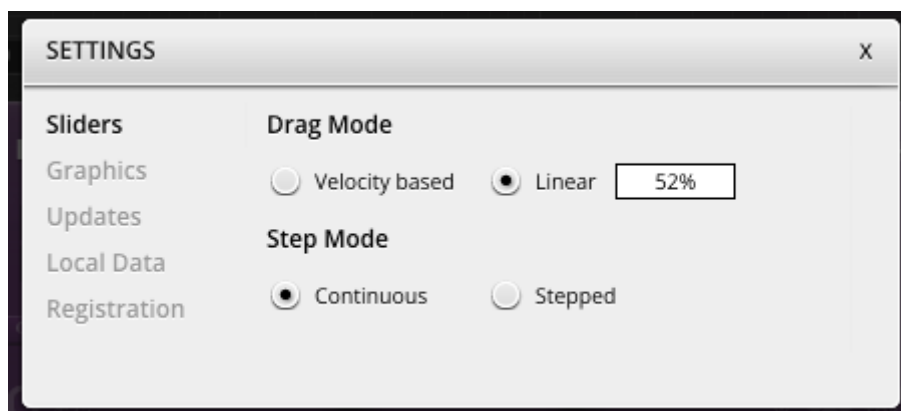 SETTINGS X
Sliders
Graphics
Updates
Local Data
Registration
Drag Mode
Velocity based Linear 52%
Step Mode
Continuous Stepped